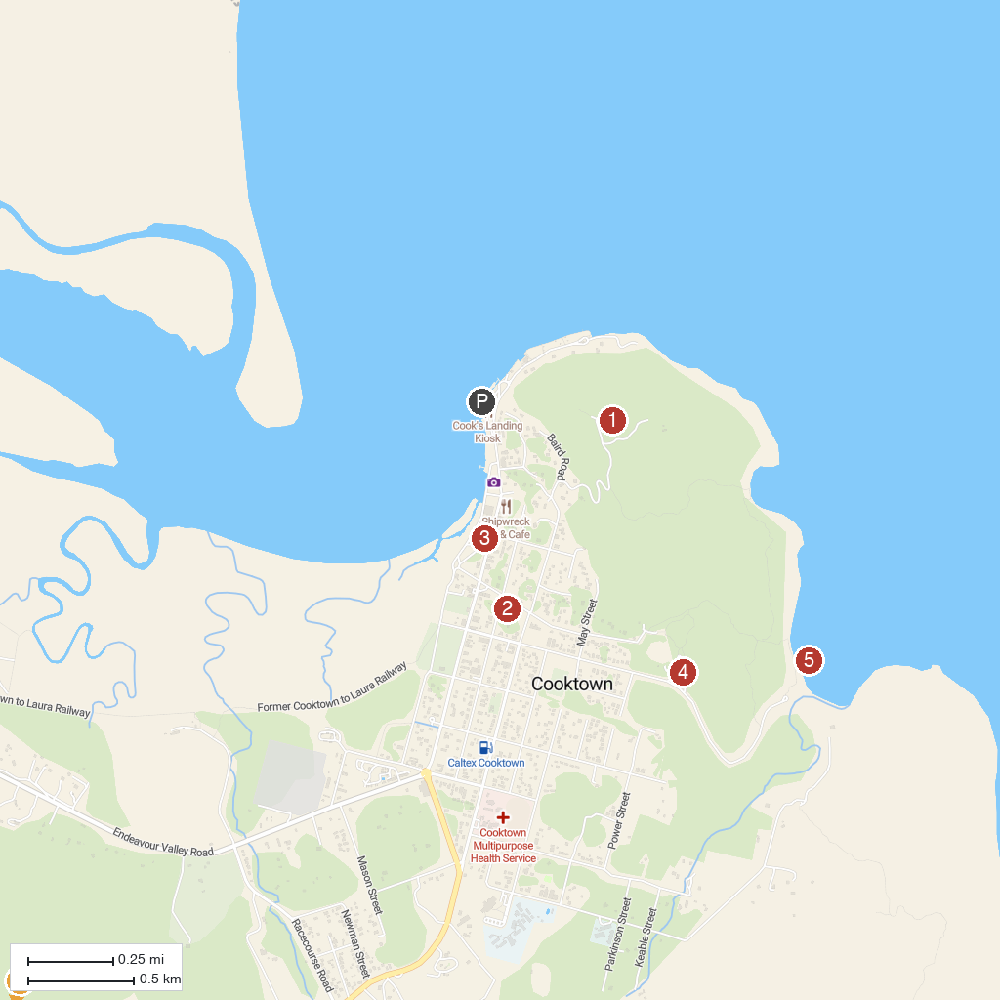 P
Cook's Landing
Kiosk
1
Baird Road
Shipwreck
& Cafe
3
2
May Street
5
4
Cooktown
Former Cooktown to Laura Railway
own to Laura Railway
Caltex Cooktown
Cooktown
Multipurpose
Health Service
Power Street
Endeavour Valley Road
Mason Street
Newman Street
Racecourse Road
Parkinson Street
Keable Street
0.25 mi
0.5 km